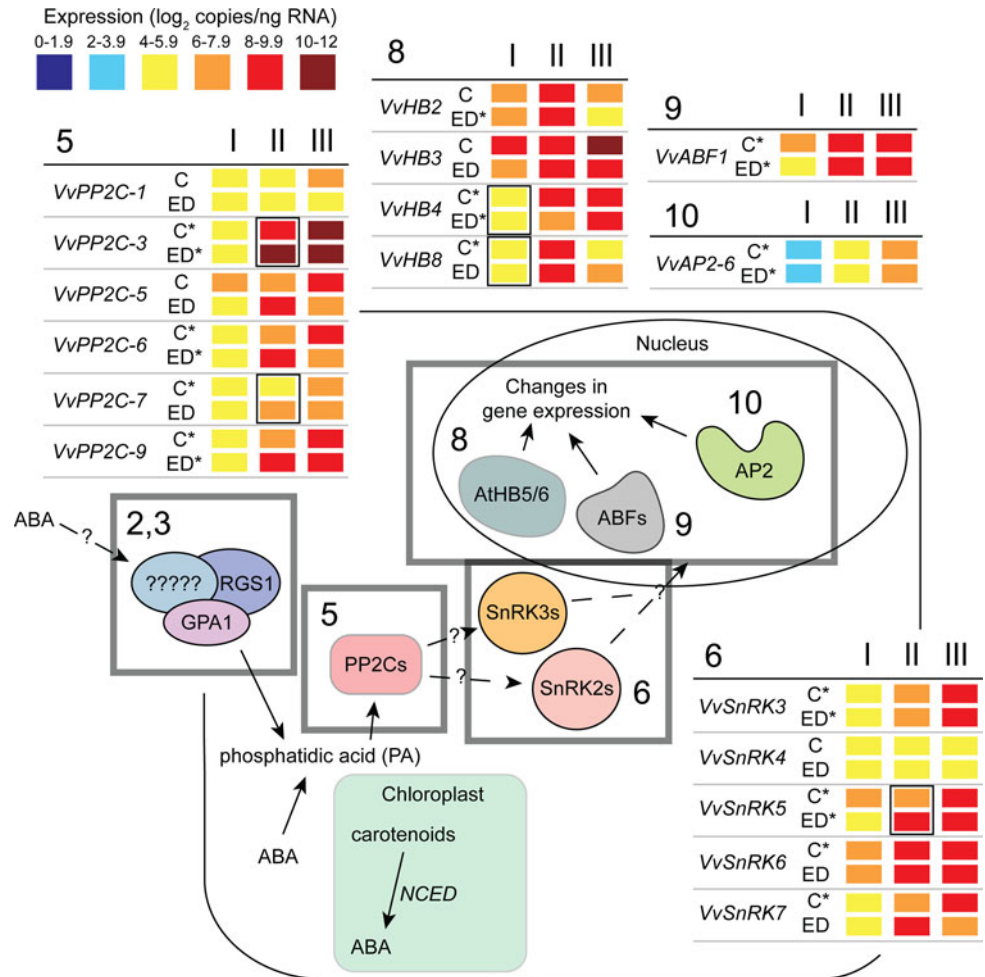 Expression (log2 copies/ng RNA)
0-1.9 2-3.9 4-5.9 6-7.9 8-9.9 10-12
5 I II III
VvPP2C-1 C
ED
VvPP2C-3 C*
ED*
VvPP2C-5 C
ED
VvPP2C-6 C*
ED*
VvPP2C-7 C*
ED
VvPP2C-9 C*
ED*
8 I II III
VvHB2 C
ED*
VvHB3 C
ED
VvHB4 C*
ED*
VvHB8 C*
ED
9 I II III
VvABF1 C*
ED*
10 I II III
VvAP2-6 C*
ED*
Nucleus
Changes in
gene expression
8
AtHB5/6
ABFs
9
10
AP2
ABA ?
2,3
?????
RGS1
GPA1
5
PP2Cs
?
?
SnRK3s
SnRK2s
6
?
phosphatidic acid (PA)
ABA
Chloroplast
carotenoids
NCED
ABA
6 I II III
VvSnRK3 C*
ED*
VvSnRK4 C
ED
VvSnRK5 C*
ED*
VvSnRK6 C*
ED
VvSnRK7 C*
ED